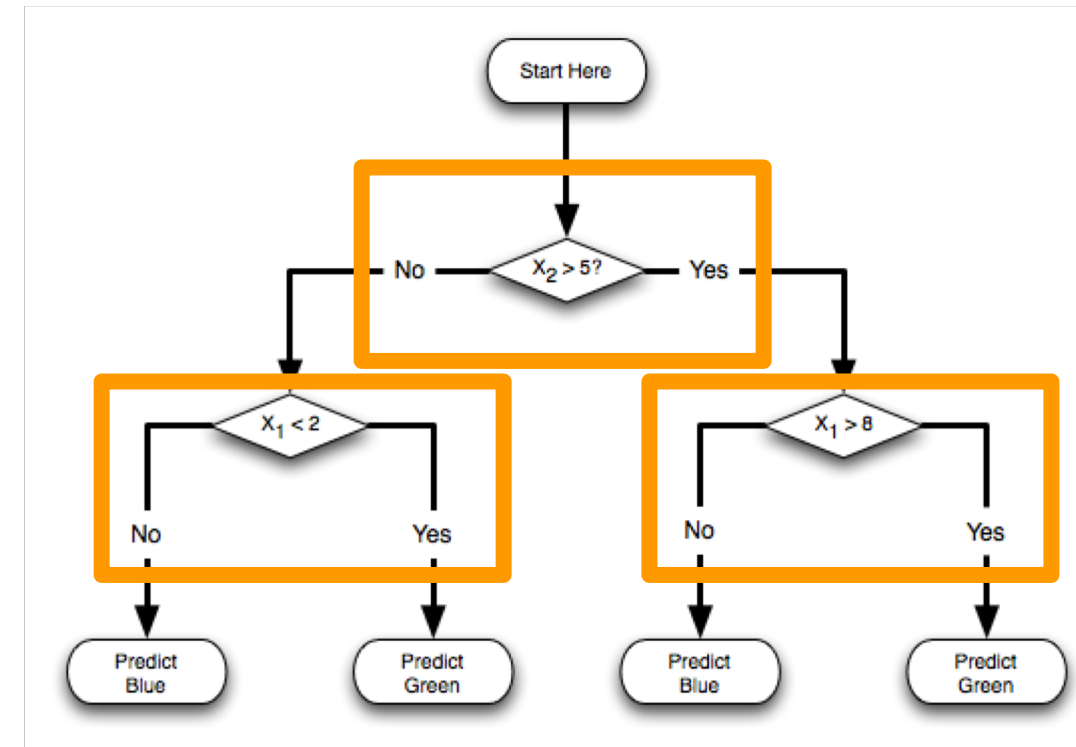 Start Here
No
X2 > 5?
Yes
X1 < 2
X1 > 8
No
Yes
No
Yes
Predict
Blue
Predict
Green
Predict
Blue
Predict
Green